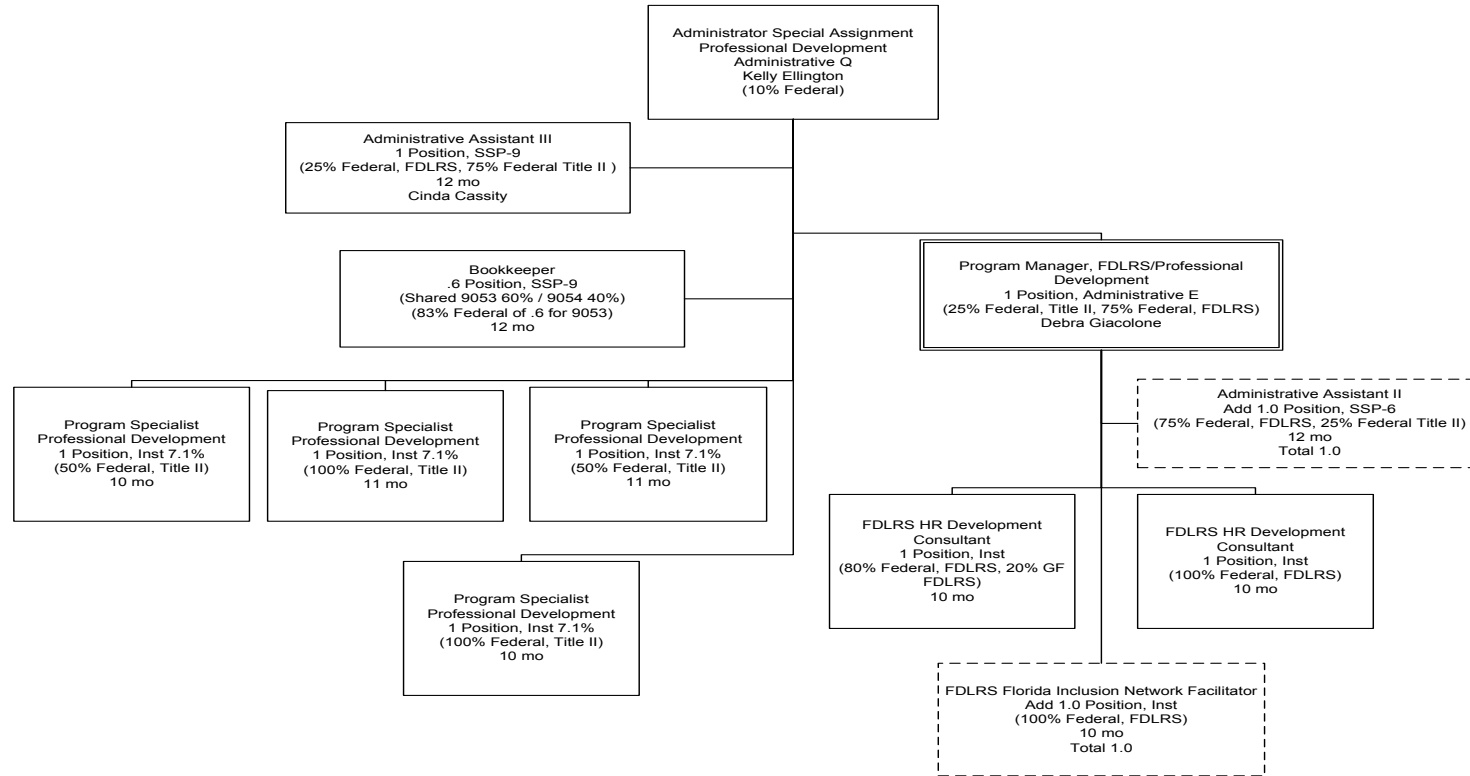 Administrator Special Assignment
Professional Development
Administrative Q
Kelly Ellington
(10% Federal)
Administrative Assistant III
1 Position, SSP-9
(25% Federal, FDLRS, 75% Federal Title II )
12 mo
Cinda Cassity
Bookkeeper
.6 Position, SSP-9
(Shared 9053 60% / 9054 40%)
(83% Federal of .6 for 9053)
12 mo
Program Manager, FDLRS/Professional
Development
1 Position, Administrative E
(25% Federal, Title II, 75% Federal, FDLRS)
Debra Giacolone
Administrative Assistant II
Add 1.0 Position, SSP-6
(75% Federal, FDLRS, 25% Federal Title II)
12 mo
Total 1.0
Program Specialist
Professional Development
1 Position, Inst 7.1%
(50% Federal, Title II)
10 mo
Program Specialist
Professional Development
1 Position, Inst 7.1%
(100% Federal, Title II)
11 mo
Program Specialist
Professional Development
1 Position, Inst 7.1%
(50% Federal, Title II)
11 mo
Program Specialist
Professional Development
1 Position, Inst 7.1%
(100% Federal, Title II)
10 mo
FDLRS HR Development
Consultant
1 Position, Inst
(80% Federal, FDLRS, 20% GF
FDLRS)
10 mo
FDLRS HR Development
Consultant
1 Position, Inst
(100% Federal, FDLRS)
10 mo
FDLRS Florida Inclusion Network Facilitator
Add 1.0 Position, Inst
(100% Federal, FDLRS)
10 mo
Total 1.0